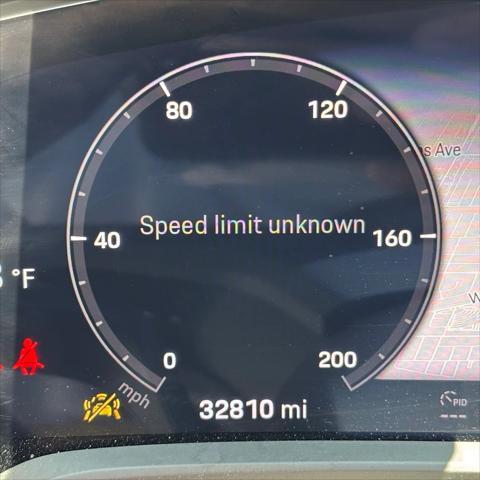 80 120
s Ave
Speed limit unknown
40 160
°F
W
0 200
mph
32810 mi
PID
---